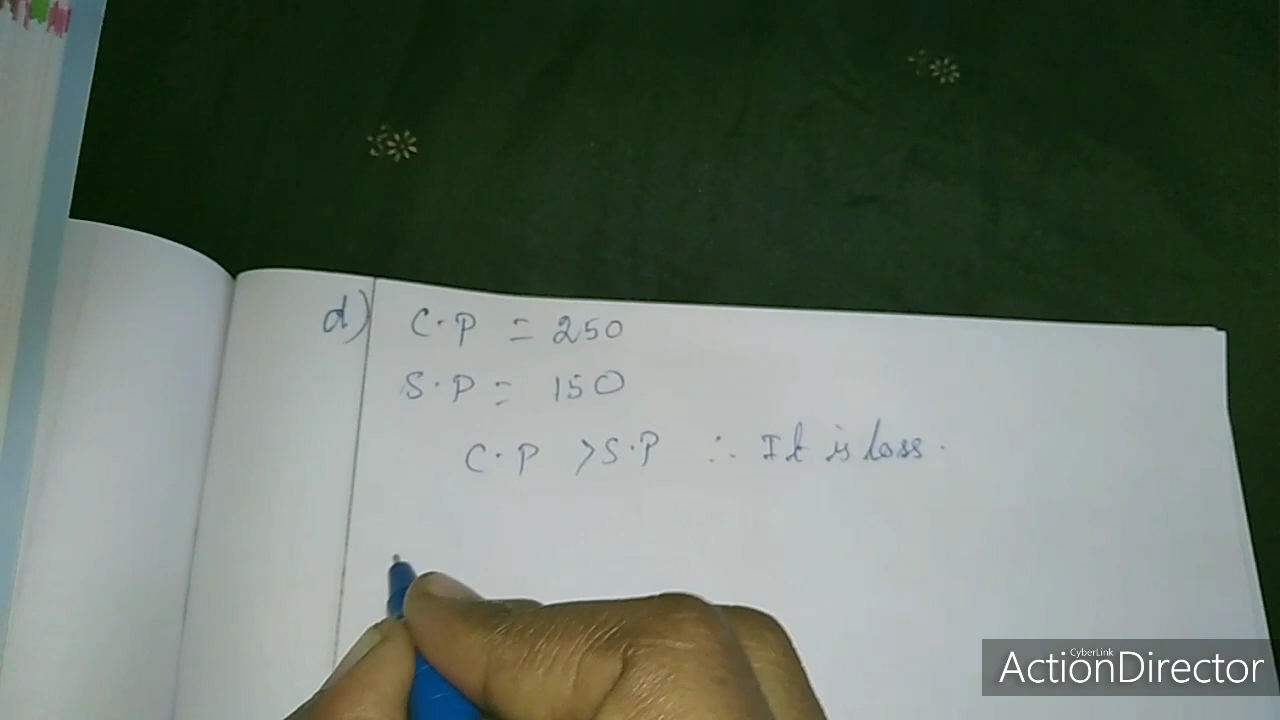 d) C.P = 250
S.P = 150
C.P > S.P ∴ It is loss.
CyberLink
ActionDirector